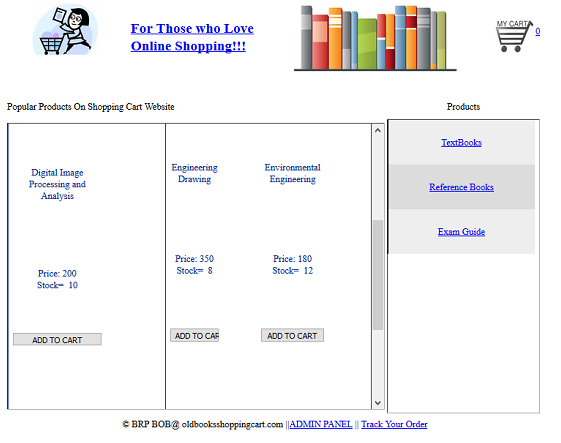 For Those who Love
Online Shopping!!!
MY CART
0
Popular Products On Shopping Cart Website
Products
Digital Image
Processing and
Analysis
Price: 200
Stock= 10
ADD TO CART
Engineering
Drawing
Price: 350
Stock= 8
ADD TO CAR
Environmental
Engineering
Price: 180
Stock= 12
ADD TO CART
TextBooks
Reference Books
Exam Guide
© BRP BOB@ oldbooksshoppingcart.com ||ADMIN PANEL || Track Your Order